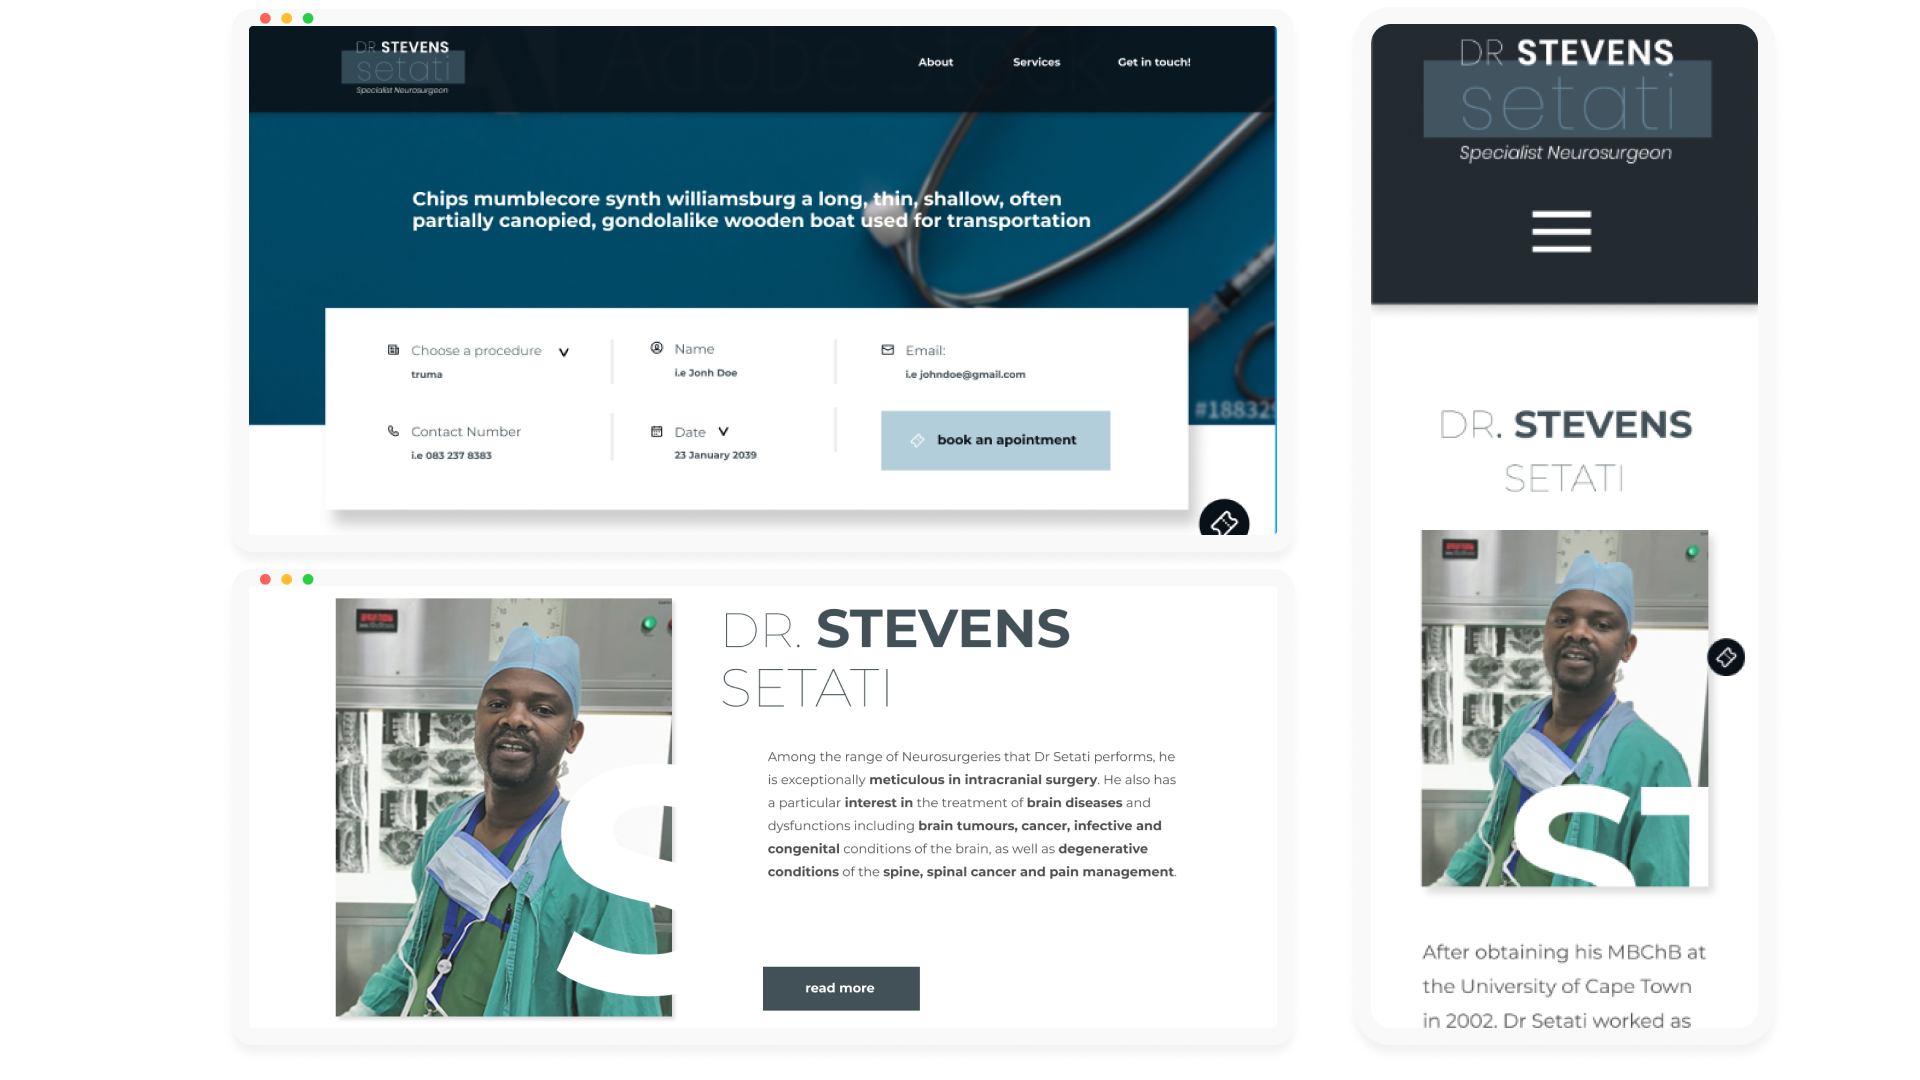 DR STEVENS
setati
Specialist Neurosurgeon
About
Services
Get in touch!
Adobe Stock
Chips mumblecore synth williamsburg a long, thin, shallow, often
partially canopied, gondolalike wooden boat used for transportation
Choose a procedure
truma
Name
i.e Jonh Doe
Email:
i.e johndoe@gmail.com
Contact Number
i.e 083 237 8383
Date
23 January 2039
book an apointment
DR. STEVENS
SETATI
S
Among the range of Neurosurgeries that Dr Setati performs, he
is exceptionally meticulous in intracranial surgery. He also has
a particular interest in the treatment of brain diseases and
dysfunctions including brain tumours, cancer, infective and
congenital conditions of the brain, as well as degenerative
conditions of the spine, spinal cancer and pain management.
read more
DR STEVENS
setati
Specialist Neurosurgeon
DR. STEVENS
SETATI
ST
After obtaining his MBChB at
the University of Cape Town
in 2002. Dr Setati worked as